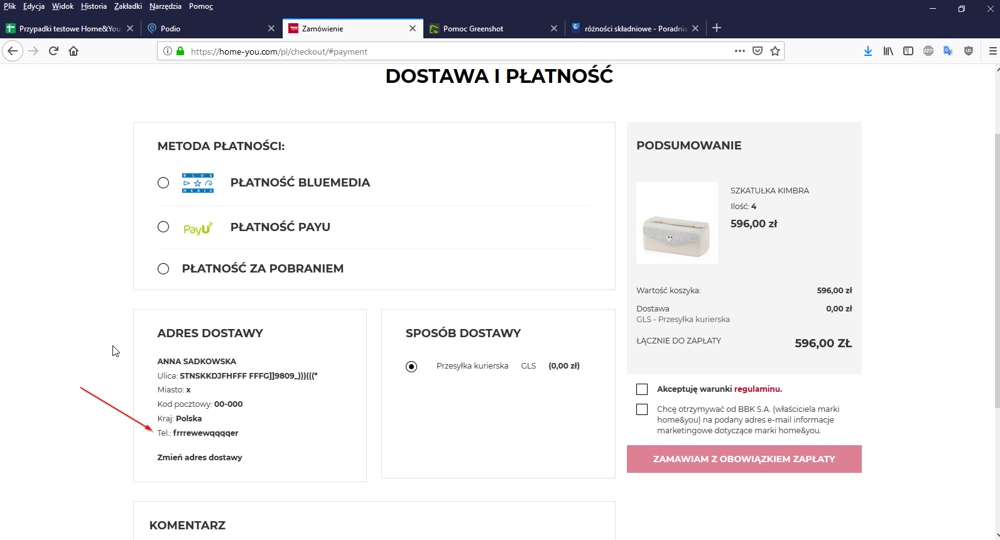 Plik Edycja Widok Historia Zakładki Narzędzia Pomoc
Przypadki testowe Home&You
Podio
Zamówienie
Pomoc Greenshot
różności składniowe - Poradnia
https://home-you.com/pl/checkout/#payment
ABP
DOSTAWA I PŁATNOŚĆ
METODA PŁATNOŚCI:
BLUE
MEDIA
PŁATNOŚĆ BLUEMEDIA
PayU
PŁATNOŚĆ PAYU
PŁATNOŚĆ ZA POBRANIEM
ADRES DOSTAWY
ANNA SADKOWSKA
Ulica: STNSKKDJFHFFF FFFG]]9809_)))(((*
Miasto: x
Kod pocztowy: 00-000
Kraj: Polska
Tel.: frrrewewqqqqer
Zmień adres dostawy
SPOSÓB DOSTAWY
Przesyłka kurierska GLS (0,00 zł)
KOMENTARZ
PODSUMOWANIE
SZKATUŁKA KIMBRA
Ilość: 4
596,00 zł
Wartość koszyka: 596,00 zł
Dostawa 0,00 zł
GLS - Przesyłka kurierska
ŁĄCZNIE DO ZAPŁATY 596,00 ZŁ
Akceptuję warunki regulaminu.
Chcę otrzymywać od BBK S.A. (właściciela marki
home&you) na podany adres e-mail informacje
marketingowe dotyczące marki home&you.
ZAMAWIAM Z OBOWIĄZKIEM ZAPŁATY